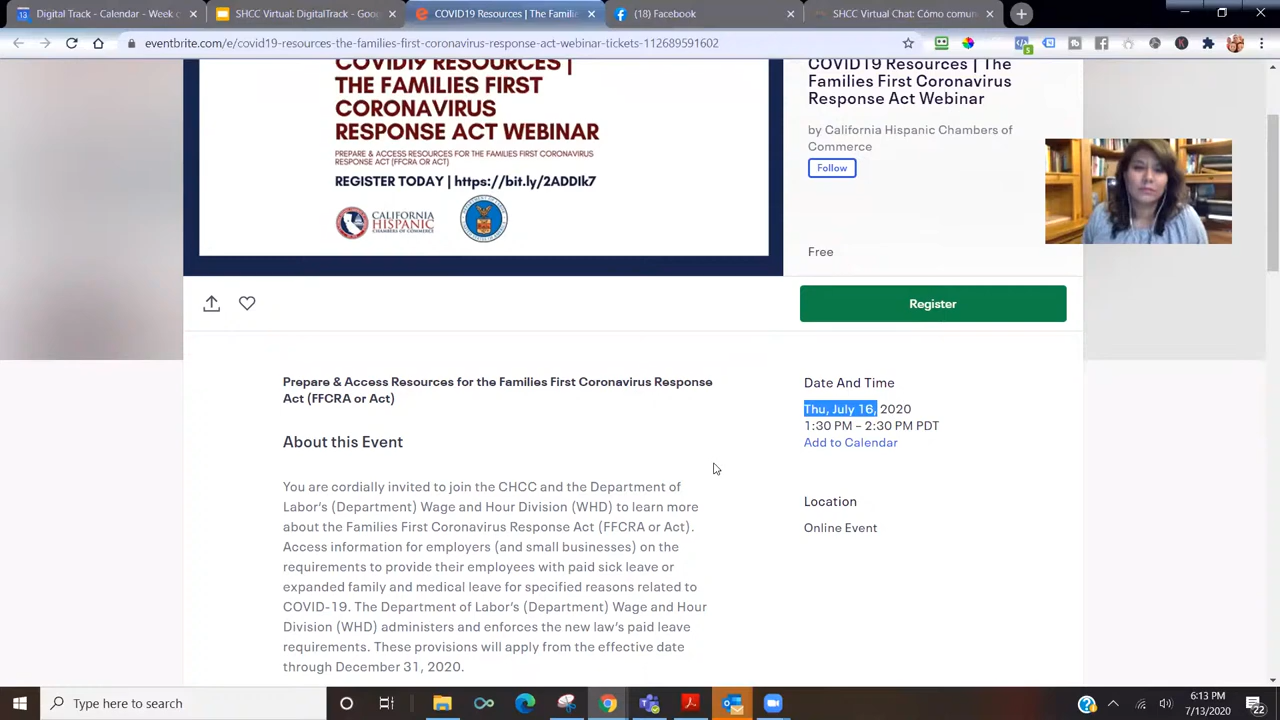 DigitalTrack - Calendar - Week o
SHCC Virtual DigitalTrack - Goo
COVID19 Resources | The Famili
(18) Facebook
SHCC Virtual Chat: Cómo comun
eventbrite.com/e/covid19-resources-the-families-first-coronavirus-response-act-webinar-tickets-112689591602
COVID19 RESOURCES |
THE FAMILIES FIRST
CORONAVIRUS
RESPONSE ACT WEBINAR
PREPARE & ACCESS RESOURCES FOR THE FAMILIES FIRST CORONAVIRUS
RESPONSE ACT (FFCRA OR ACT)
REGISTER TODAY | https://bit.ly/2ADDIk7
CALIFORNIA
HISPANIC
CHAMBERS OF COMMERCE
COVID19 Resources | The
Families First Coronavirus
Response Act Webinar
by California Hispanic Chambers of
Commerce
Follow
Free
Register
Prepare & Access Resources for the Families First Coronavirus Response
Act (FFCRA or Act)
About this Event
You are cordially invited to join the CHCC and the Department of
Labor's (Department) Wage and Hour Division (WHD) to learn more
about the Families First Coronavirus Response Act (FFCRA or Act).
Access information for employers (and small businesses) on the
requirements to provide their employees with paid sick leave or
expanded family and medical leave for specified reasons related to
COVID-19. The Department of Labor's (Department) Wage and Hour
Division (WHD) administers and enforces the new law's paid leave
requirements. These provisions will apply from the effective date
through December 31, 2020.
Date And Time
Thu, July 16, 2020
1:30 PM – 2:30 PM PDT
Add to Calendar
Location
Online Event
Type here to search
6:13 PM
7/13/2020
22